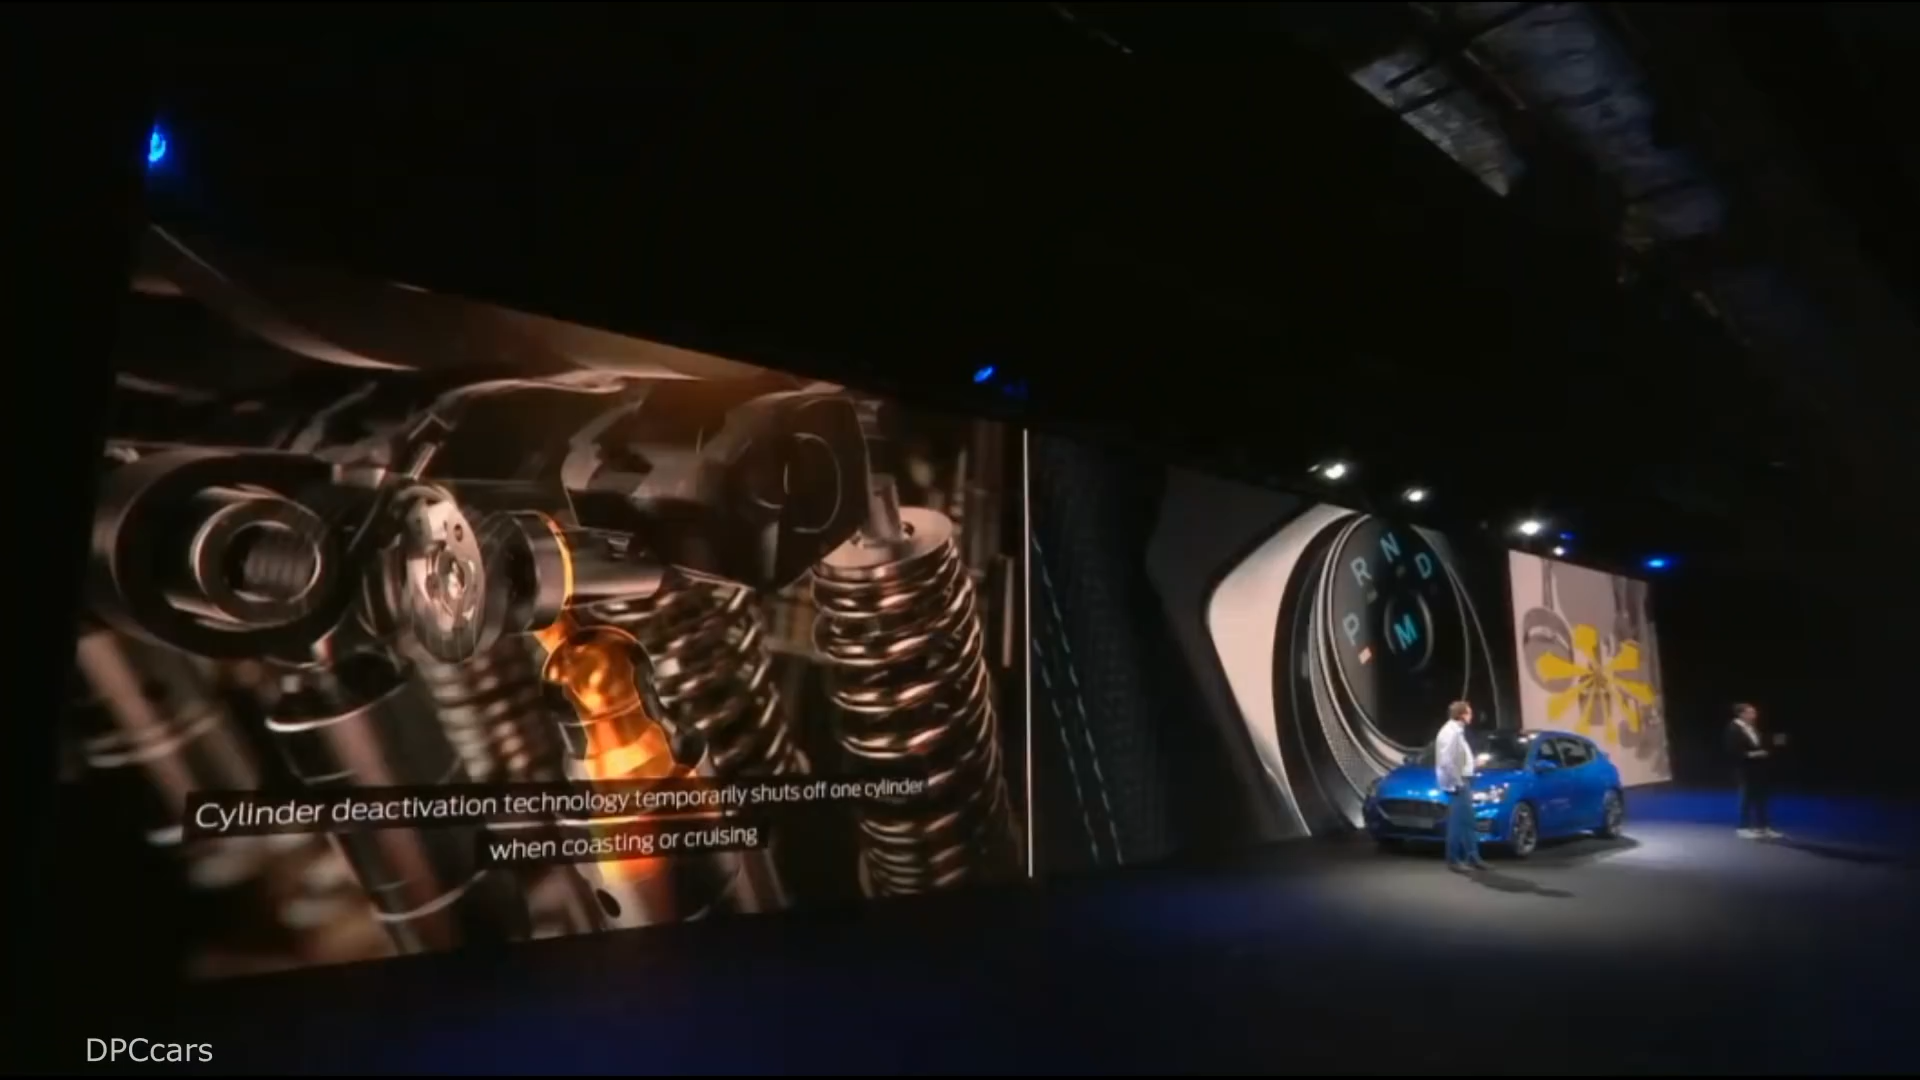 Cylinder deactivation technology temporarily shuts off one cylinder
when coasting or cruising
R N D
P M
DPCcars